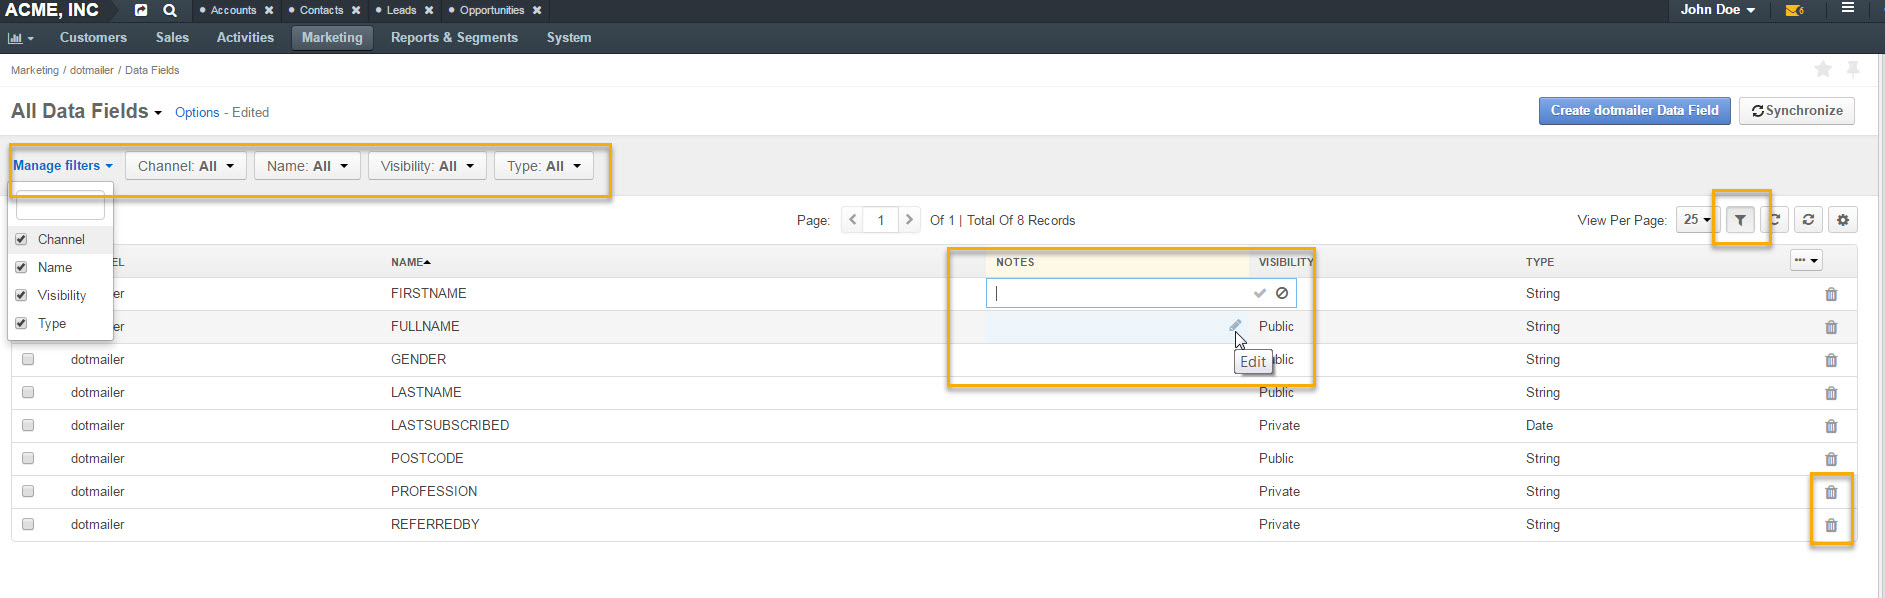 ACME, INC Accounts Contacts Leads Opportunities John Doe 6
Customers Sales Activities Marketing Reports & Segments System
Marketing / dotmailer / Data Fields
All Data Fields Options - Edited Create dotmailer Data Field Synchronize
Manage filters Channel: All Name: All Visibility: All Type: All
Page: 1 Of 1 | Total Of 8 Records View Per Page: 25
Channel
Name
Visibility
Type
EL NAME NOTES VISIBILITY TYPE
er FIRSTNAME String
er FULLNAME Public String
Edit
dotmailer GENDER blic String
dotmailer LASTNAME Public String
dotmailer LASTSUBSCRIBED Private Date
dotmailer POSTCODE Public String
dotmailer PROFESSION Private String
dotmailer REFERREDBY Private String